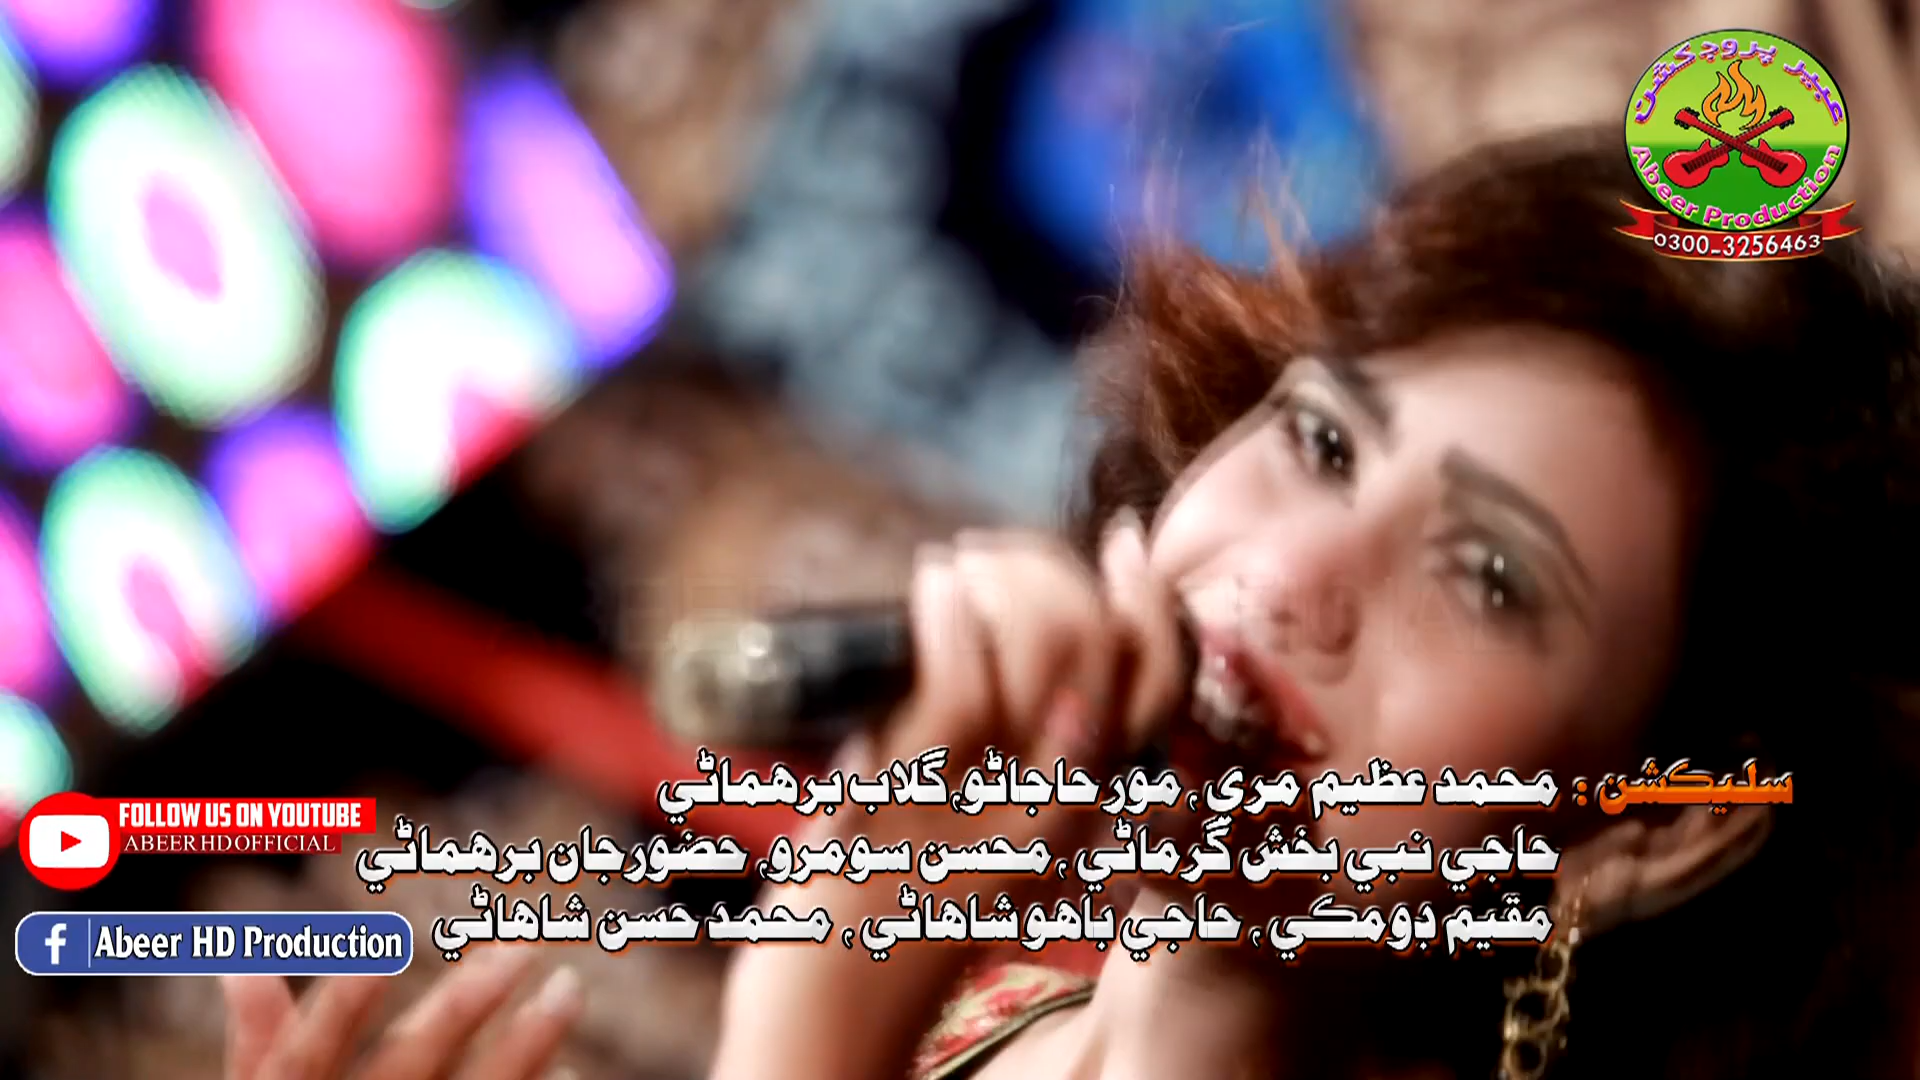 عبير پروڊڪشن
Abeer Production
0300-3256463
سليڪشن : محمد عظيم مري ، مور حاجاڻو، گلاب برهماڻي
حاجي نبي بخش گرماڻي ، محسن سومرو، حضورجان برهماڻي
مقيم ڊومڪي ، حاجي باهو شاهاڻي ، محمد حسن شاهاڻي
FOLLOW US ON YOUTUBE
ABEER HD OFFICIAL
Abeer HD Production